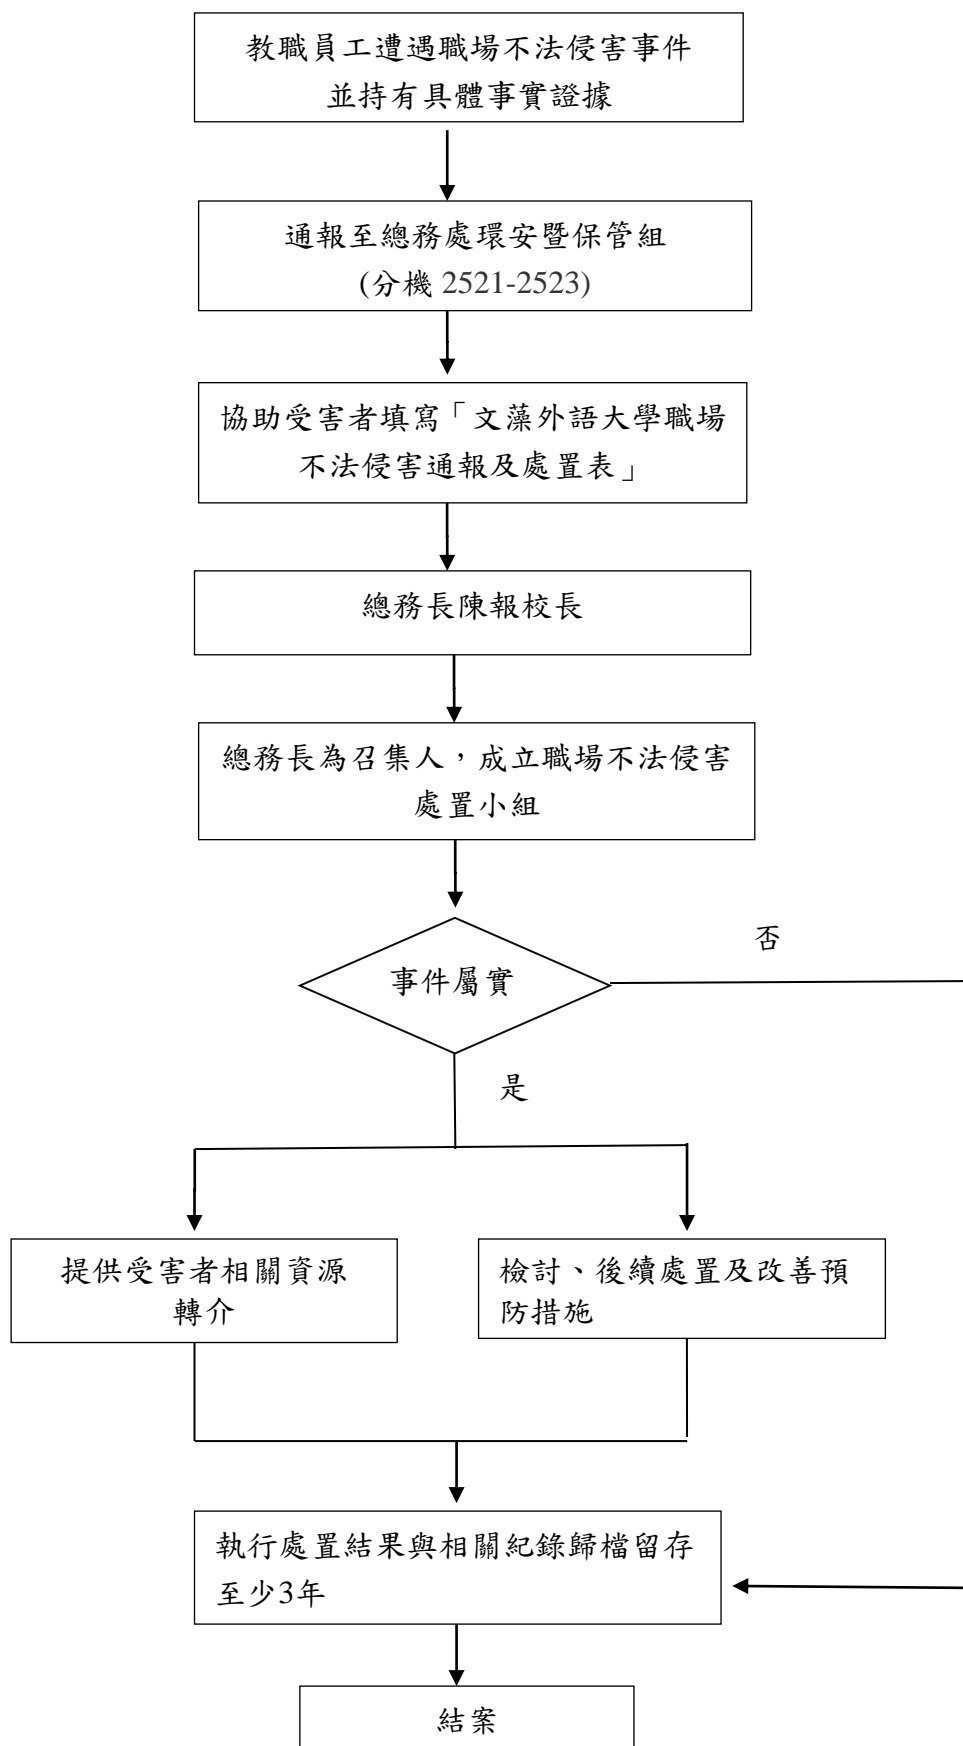 教職員工遭遇職場不法侵害事件
並持有具體事實證據
通報至總務處環安暨保管組
(分機 2521-2523)
協助受害者填寫「文藻外語大學職場
不法侵害通報及處置表」
總務長陳報校長
總務長為召集人，成立職場不法侵害
處置小組
事件屬實
否
是
提供受害者相關資源
轉介
檢討、後續處置及改善預
防措施
執行處置結果與相關紀錄歸檔留存
至少3年
結案